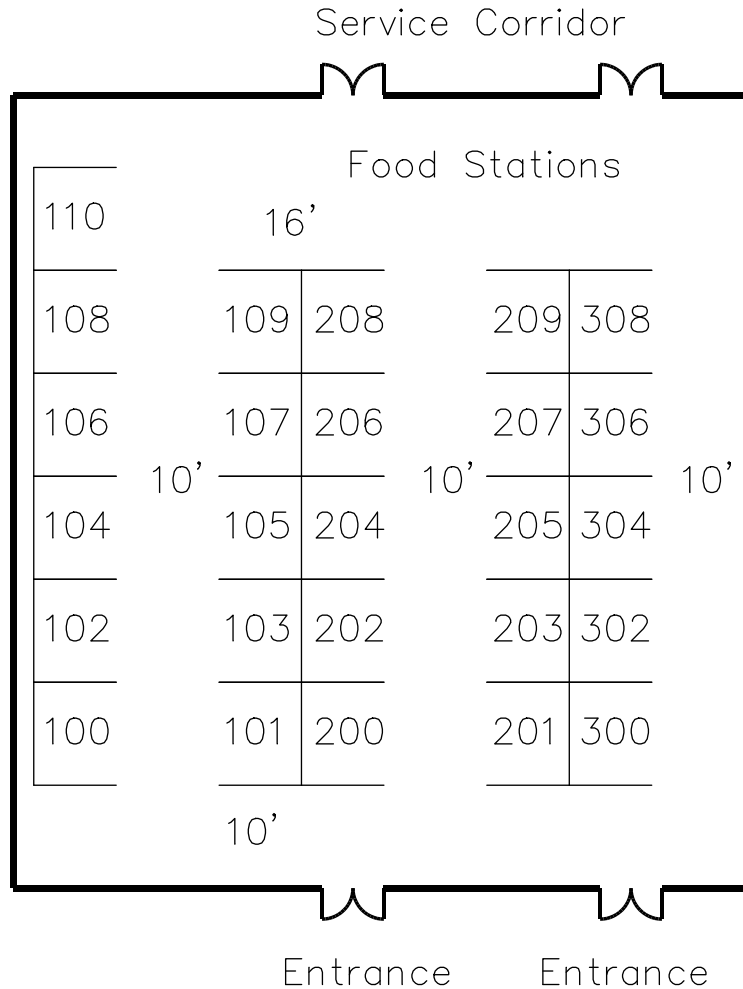 Service Corridor
Food Stations
110
16’
108 109 208 209 308
106 107 206 207 306
10’ 10’ 10’
104 105 204 205 304
102 103 202 203 302
100 101 200 201 300
10’
Entrance Entrance